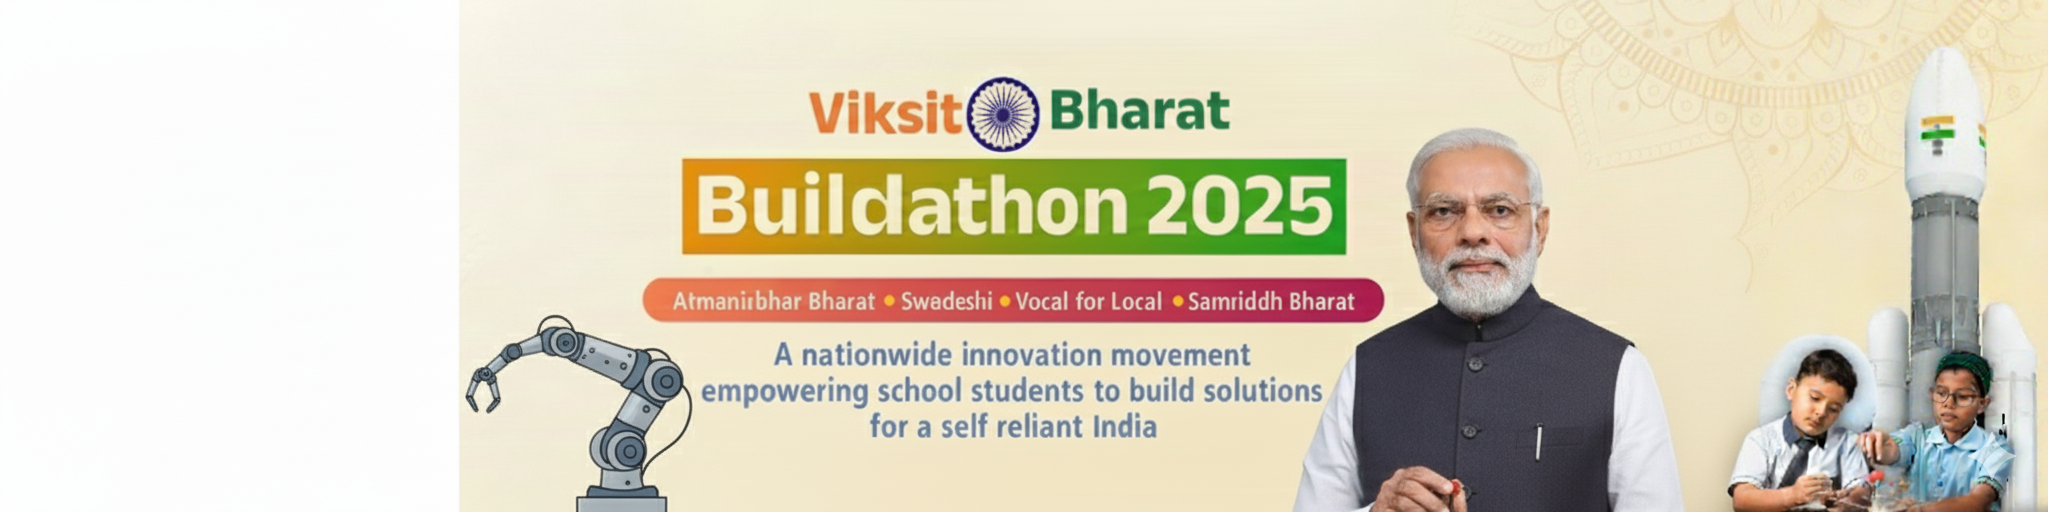 Viksit Bharat
Buildathon 2025
Atmanirbhar Bharat • Swadeshi • Vocal for Local • Samriddh Bharat
A nationwide innovation movement
empowering school students to build solutions
for a self reliant India